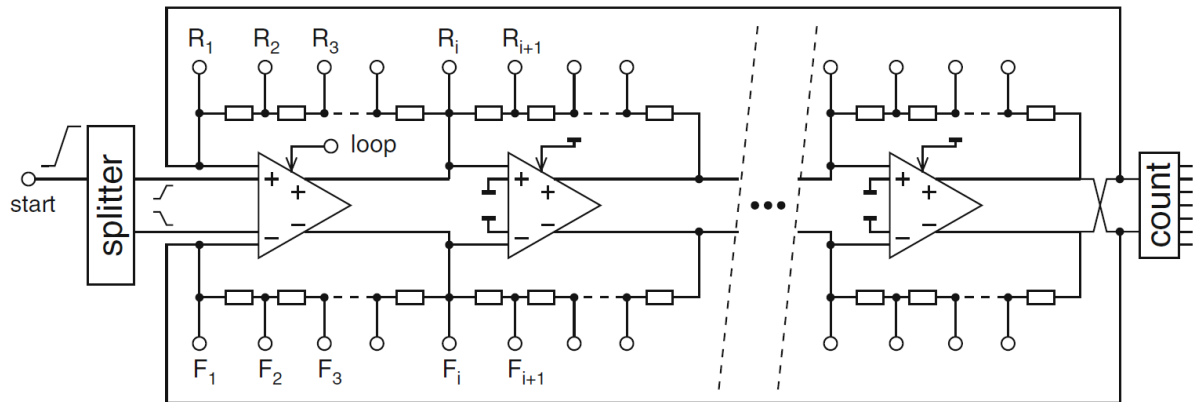 R1 R2 R3 Ri Ri+1
loop
start
splitter
+ + + + + +
− − − − − −
count
F1 F2 F3 Fi Fi+1